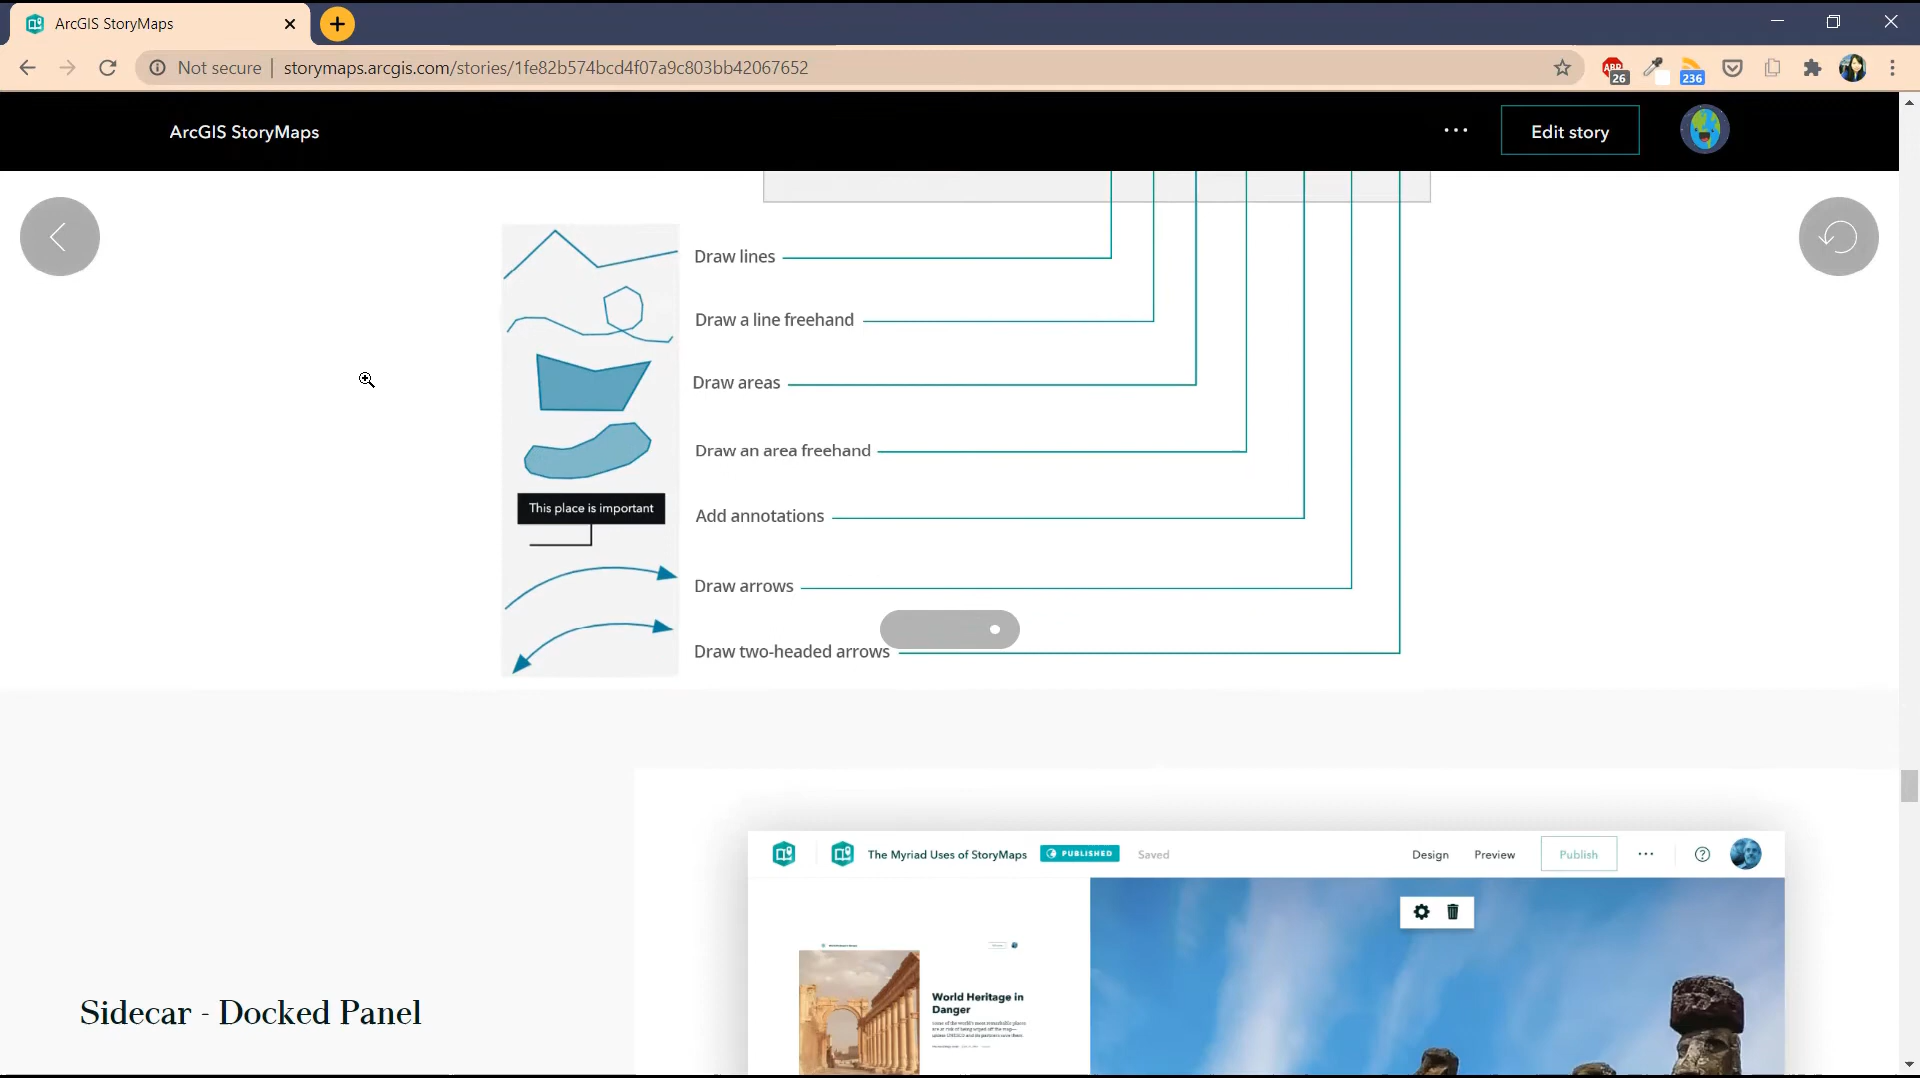 ArcGIS StoryMaps
Not secure
storymaps.arcgis.com/stories/1fe82b574bcd4f07a9c803bb42067652
ABP
26
236
ArcGIS StoryMaps
Edit story
Draw lines
Draw a line freehand
Draw areas
Draw an area freehand
This place is important
Add annotations
Draw arrows
Draw two-headed arrows
The Myriad Uses of StoryMaps
PUBLISHED
Saved
Design
Preview
Publish
World Heritage in
Danger
Sidecar - Docked Panel